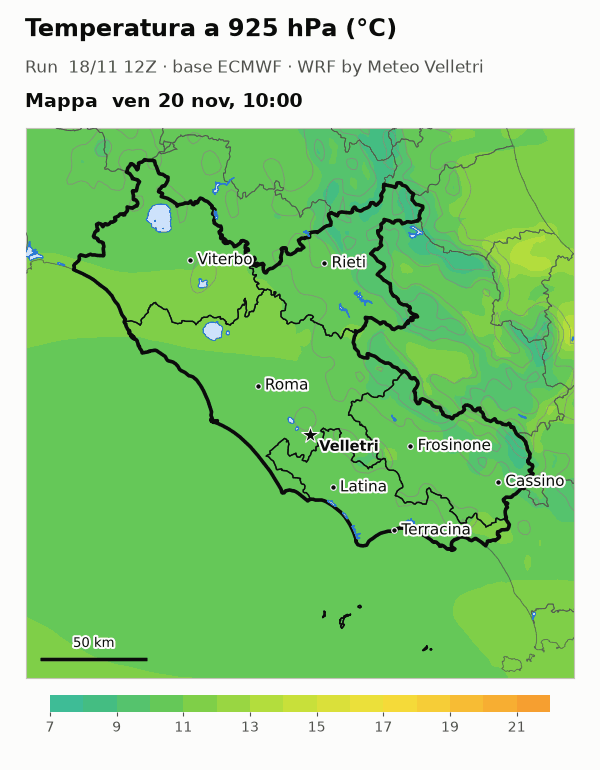 Temperatura a 925 hPa (°C)
Run  18/11 12Z · base ECMWF · WRF by Meteo Velletri
Mappa  ven 20 nov, 10:00
Viterbo
Rieti
Roma
Velletri
Frosinone
Latina
Cassino
Terracina
50 km
7 9 11 13 15 17 19 21